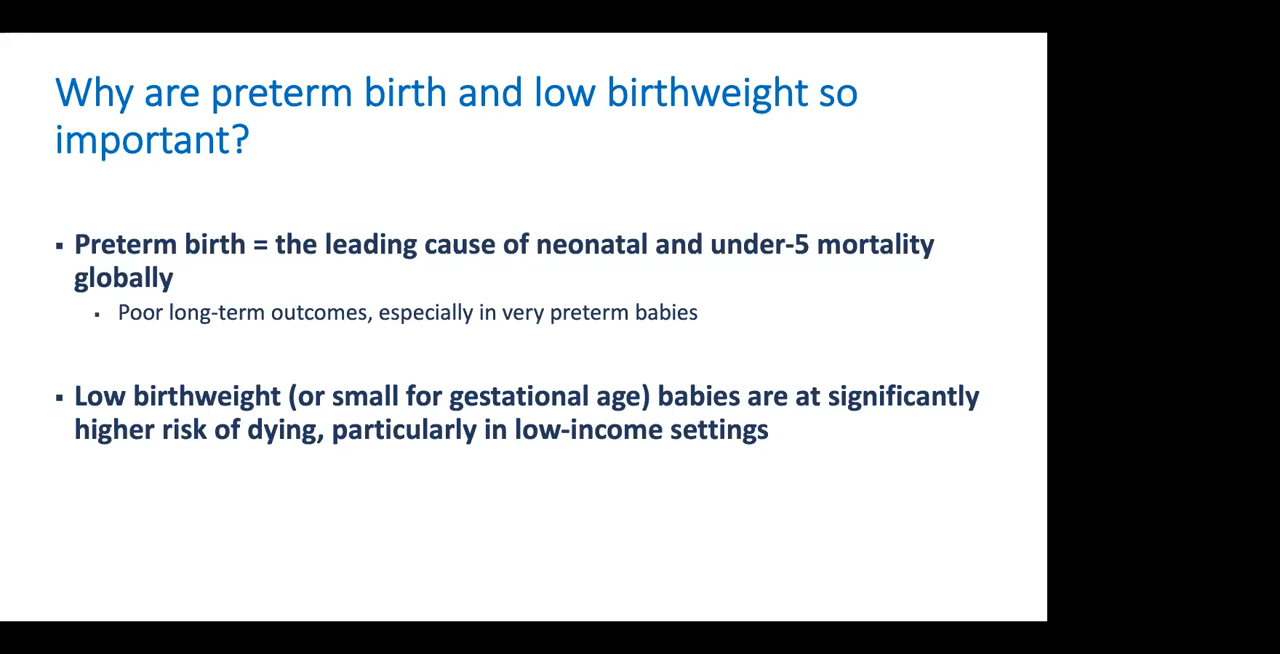 Why are preterm birth and low birthweight so
important?
▪ Preterm birth = the leading cause of neonatal and under-5 mortality
globally
▪ Poor long-term outcomes, especially in very preterm babies
▪ Low birthweight (or small for gestational age) babies are at significantly
higher risk of dying, particularly in low-income settings